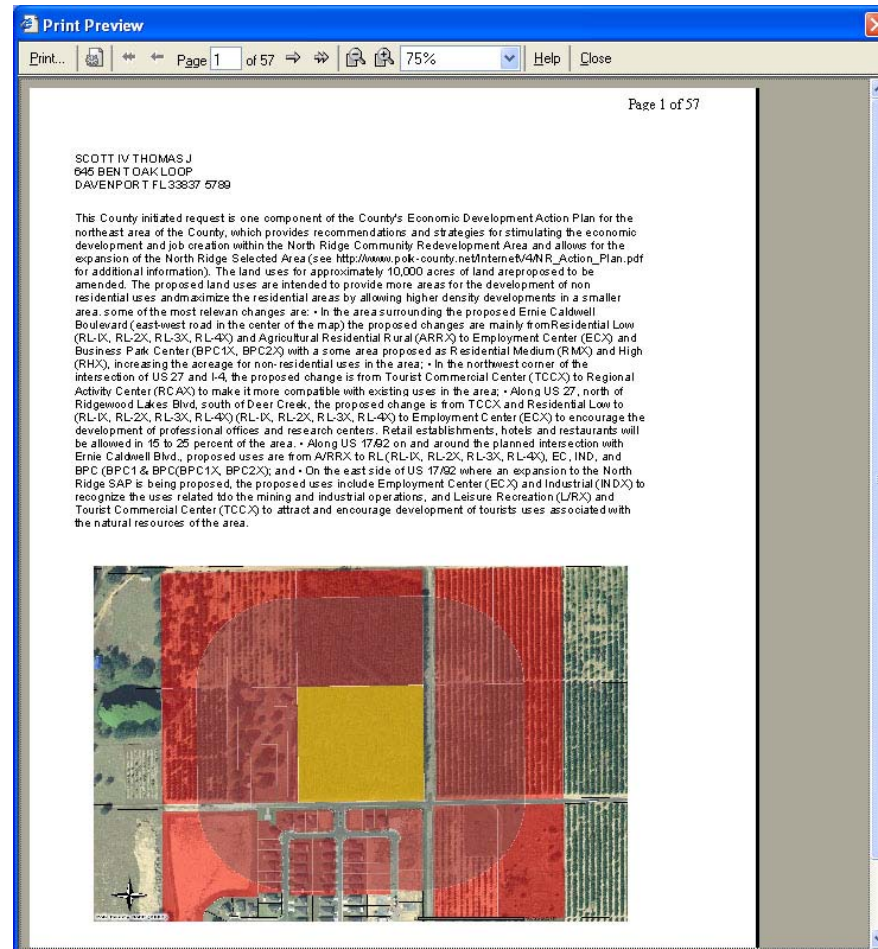 Print Preview
Print... Page 1 of 57 75% Help Close
Page 1 of 57
SCOTT IV THOMAS J
645 BENT OAK LOOP
DAVENPORT FL 33837 5789
This County initiated request is one component of the County's Economic Development Action Plan for the
northeast area of the County, which provides recommendations and strategies for stimulating the economic
development and job creation within the North Ridge Community Redevelopment Area and allows for the
expansion of the North Ridge Selected Area (see http://www.polk-county.net/InternetV4/NR_Action_Plan.pdf
for additional information). The land uses for approximately 10,000 acres of land areproposed to be
amended. The proposed land uses are intended to provide more areas for the development of non
residential uses andmaximize the residential areas by allowing higher density developments in a smaller
area. some of the most relevan changes are: • In the area surrounding the proposed Ernie Caldwell
Boulevard (east-west road in the center of the map) the proposed changes are mainly fromResidential Low
(RL-IX, RL-2X, RL-3X, RL-4X) and Agricultural Residential Rural (ARRX) to Employment Center (ECX) and
Business Park Center (BPC1X, BPC2X) with a some area proposed as Residential Medium (RMX) and High
(RHX), increasing the acreage for non-residential uses in the area; • In the northwest corner of the
intersection of US 27 and I-4, the proposed change is from Tourist Commercial Center (TCCX) to Regional
Activity Center (RCAX) to make it more compatible with existing uses in the area; • Along US 27, north of
Ridgewood Lakes Blvd, south of Deer Creek, the proposed change is from TCCX and Residential Low to
(RL-IX, RL-2X, RL-3X, RL-4X) (RL-IX, RL-2X, RL-3X, RL-4X) to Employment Center (ECX) to encourage the
development of professional offices and research centers. Retail establishments, hotels and restaurants will
be allowed in 15 to 25 percent of the area. • Along US 17/92 on and around the planned intersection with
Ernie Caldwell Blvd., proposed uses are from A/RRX to RL (RL-IX, RL-2X, RL-3X, RL-4X), EC, IND, and
BPC (BPC1 & BPC(BPC1X, BPC2X); and • On the east side of US 17/92 where an expansion to the North
Ridge SAP is being proposed, the proposed uses include Employment Center (ECX) and Industrial (INDX) to
recognize the uses related tdo the mining and industrial operations, and Leisure Recreation (L/RX) and
Tourist Commercial Center (TCCX) to attract and encourage development of tourists uses associated with
the natural resources of the area.